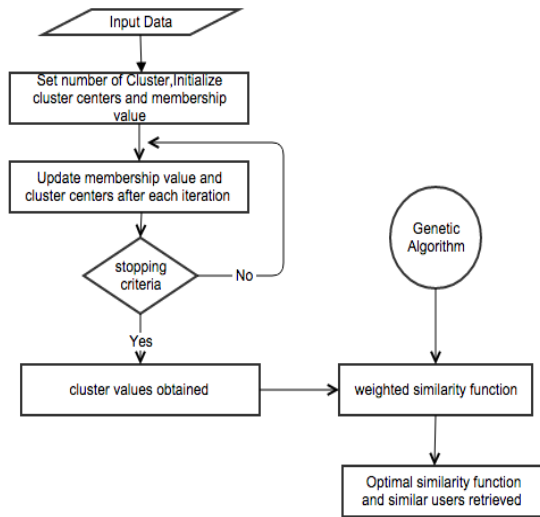 Input Data
Set number of Cluster,Initialize
cluster centers and membership
value
Update membership value and
cluster centers after each iteration
stopping
criteria
No
Yes
Genetic
Algorithm
cluster values obtained
weighted similarity function
Optimal similarity function
and similar users retrieved